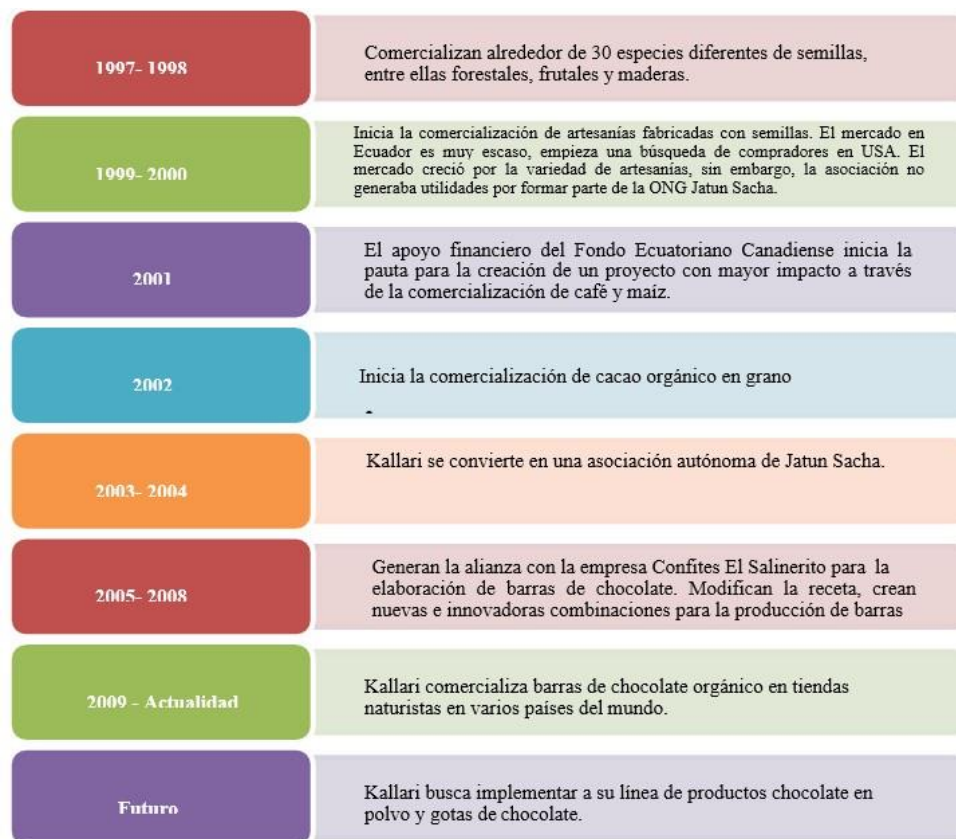 1997- 1998
Comercializan alrededor de 30 especies diferentes de semillas,
entre ellas forestales, frutales y maderas.
1999- 2000
Inicia la comercialización de artesanías fabricadas con semillas. El mercado en
Ecuador es muy escaso, empieza una búsqueda de compradores en USA. El
mercado creció por la variedad de artesanías, sin embargo, la asociación no
generaba utilidades por formar parte de la ONG Jatun Sacha.
2001
El apoyo financiero del Fondo Ecuatoriano Canadiense inicia la
pauta para la creación de un proyecto con mayor impacto a través
de la comercialización de café y maíz.
2002
Inicia la comercialización de cacao orgánico en grano
-
2003- 2004
Kallari se convierte en una asociación autónoma de Jatun Sacha.
2005- 2008
Generan la alianza con la empresa Confites El Salinerito para la
elaboración de barras de chocolate. Modifican la receta, crean
nuevas e innovadoras combinaciones para la producción de barras
2009 - Actualidad
Kallari comercializa barras de chocolate orgánico en tiendas
naturistas en varios países del mundo.
Futuro
Kallari busca implementar a su línea de productos chocolate en
polvo y gotas de chocolate.